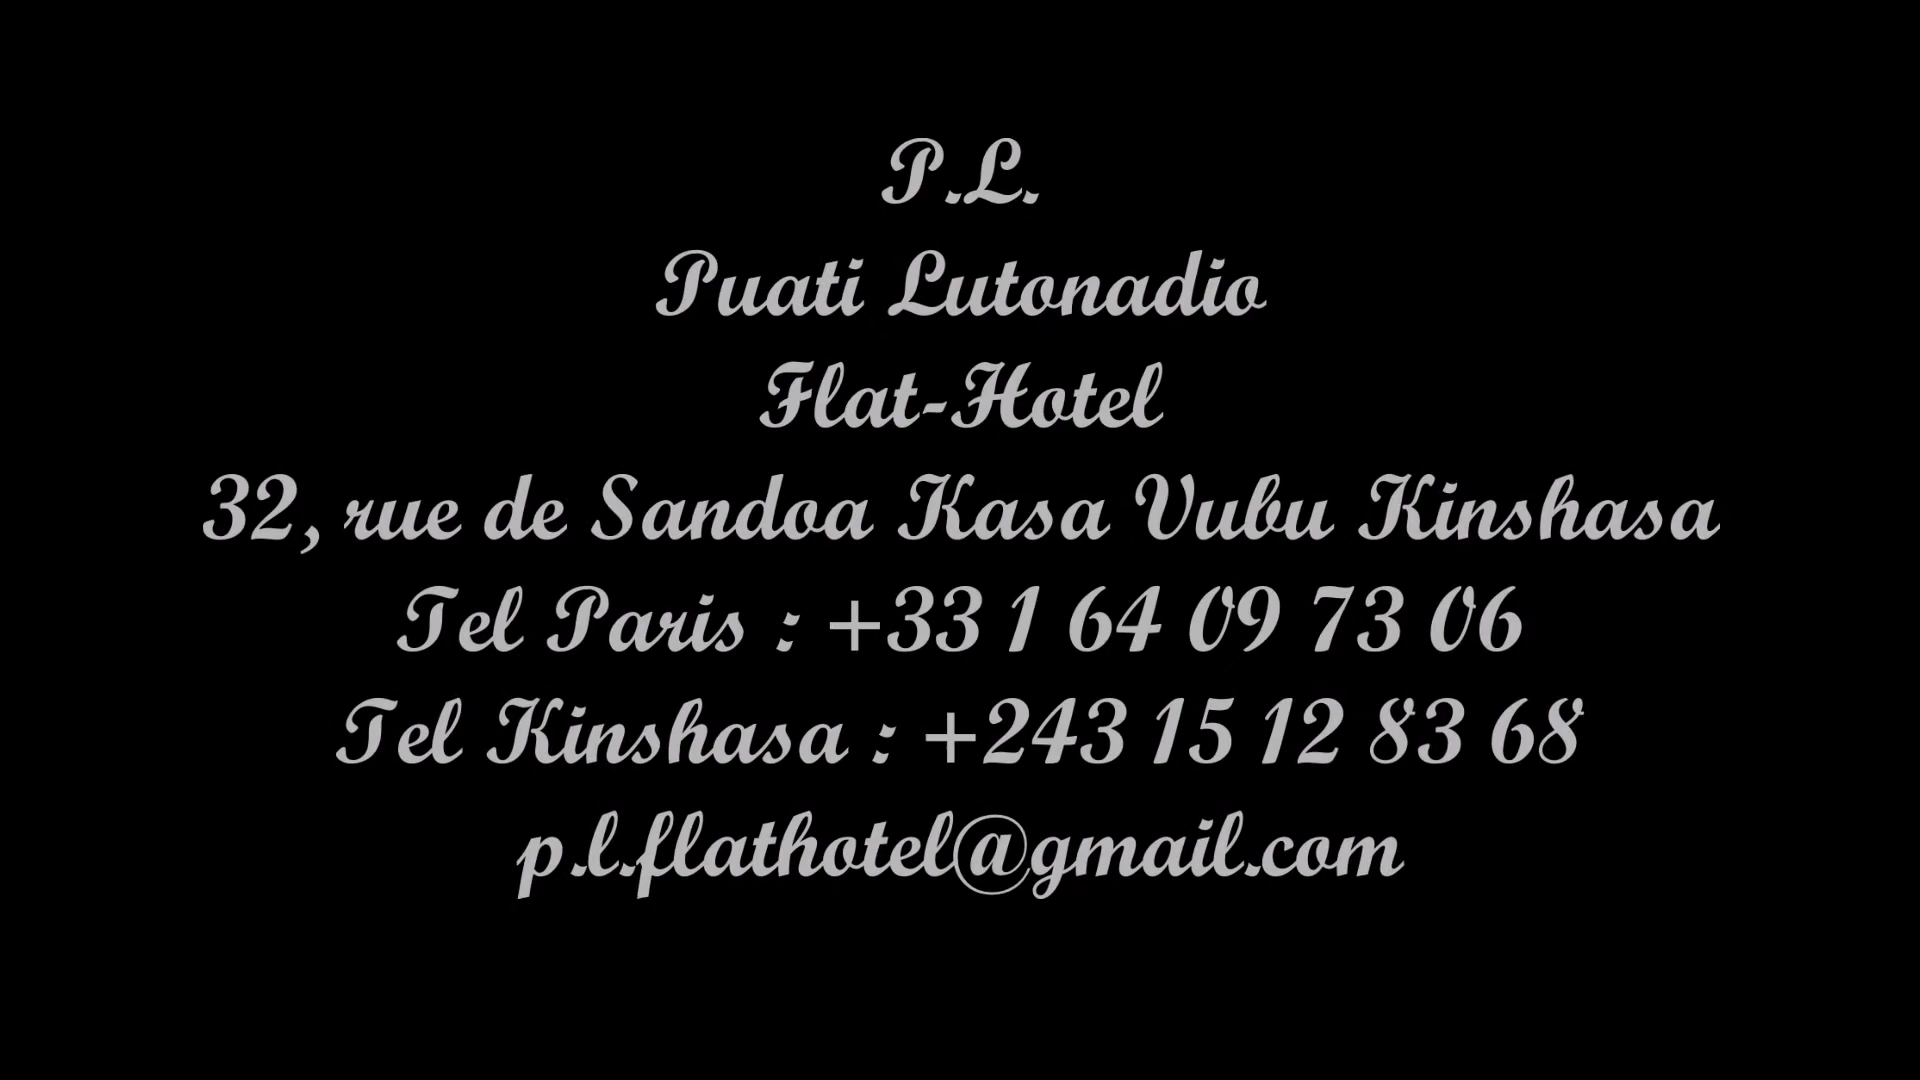 P.L.
Puati Lutonadio
Flat-Hotel
32, rue de Sandoa Kasa Vubu Kinshasa
Tel Paris : +33 1 64 09 73 06
Tel Kinshasa : +243 15 12 83 68
p.l.flathotel@gmail.com